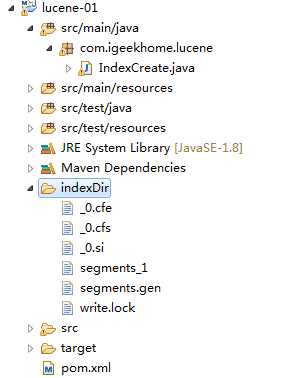 lucene-01
src/main/java
com.igeekhome.lucene
IndexCreate.java
src/main/resources
src/test/java
src/test/resources
JRE System Library [JavaSE-1.8]
Maven Dependencies
indexDir
_0.cfe
_0.cfs
_0.si
segments_1
segments.gen
write.lock
src
target
pom.xml